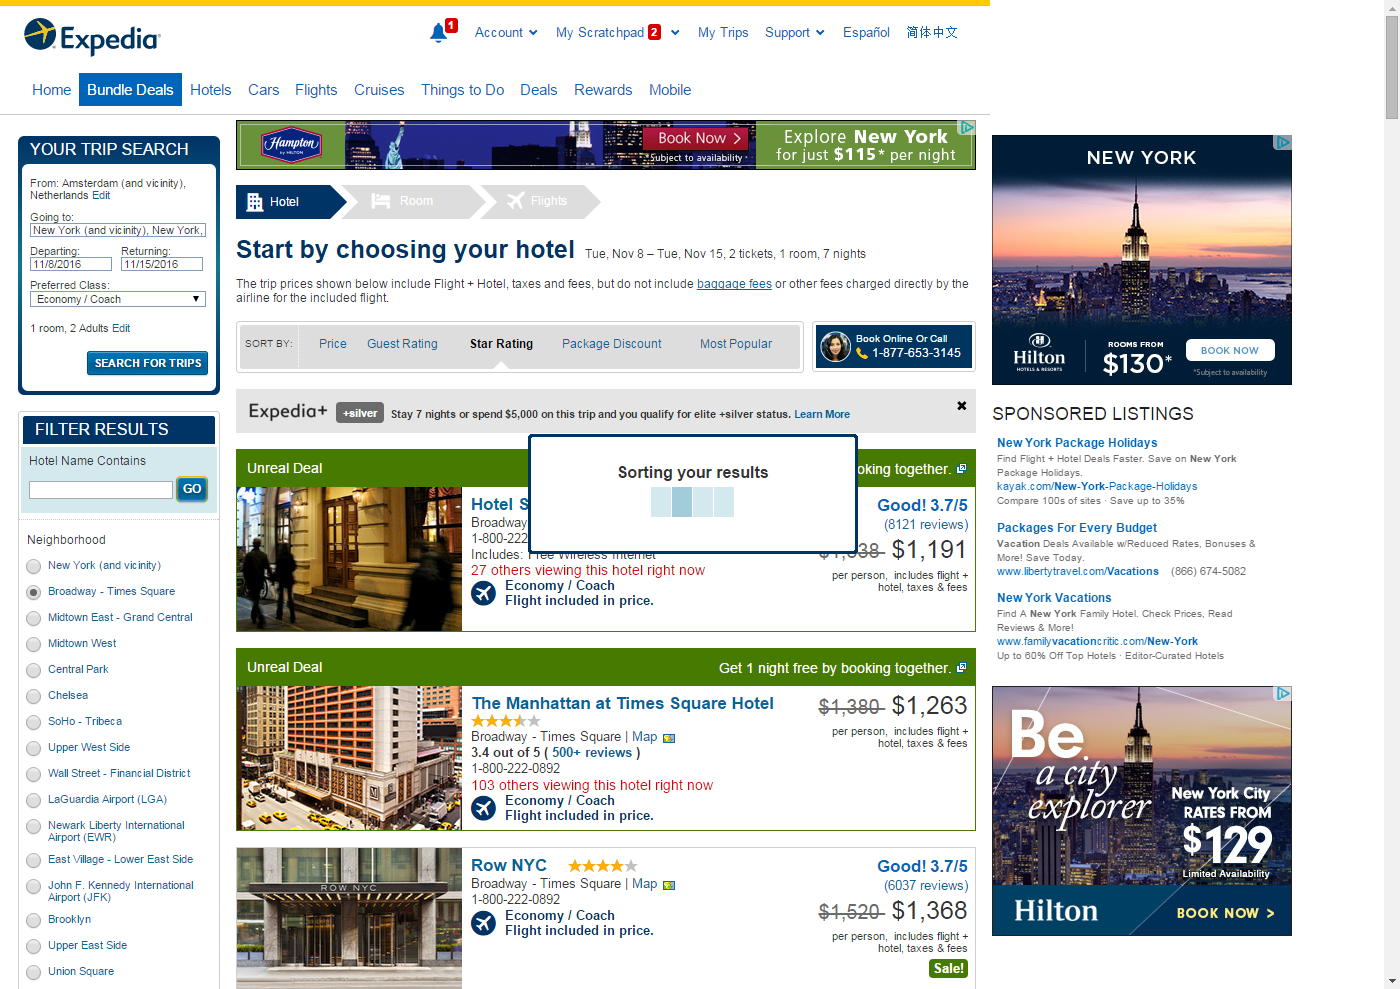 Expedia
1
Account
My Scratchpad 2
My Trips
Support
Español
简体中文
Home
Bundle Deals
Hotels
Cars
Flights
Cruises
Things to Do
Deals
Rewards
Mobile
YOUR TRIP SEARCH
From: Amsterdam (and vicinity),
Netherlands Edit
Going to:
New York (and vicinity), New York,
Departing:
Returning:
11/8/2016
11/15/2016
Preferred Class:
Economy / Coach
1 room, 2 Adults Edit
SEARCH FOR TRIPS
FILTER RESULTS
Hotel Name Contains
GO
Neighborhood
New York (and vicinity)
Broadway - Times Square
Midtown East - Grand Central
Midtown West
Central Park
Chelsea
SoHo - Tribeca
Upper West Side
Wall Street - Financial District
LaGuardia Airport (LGA)
Newark Liberty International
Airport (EWR)
East Village - Lower East Side
John F. Kennedy International
Airport (JFK)
Brooklyn
Upper East Side
Union Square
Hampton
by HILTON
Book Now >
Subject to availability
Explore New York
for just $115* per night
Hotel
Room
Flights
Start by choosing your hotel
Tue, Nov 8 – Tue, Nov 15, 2 tickets, 1 room, 7 nights
The trip prices shown below include Flight + Hotel, taxes and fees, but do not include baggage fees or other fees charged directly by the
airline for the included flight.
SORT BY:
Price
Guest Rating
Star Rating
Package Discount
Most Popular
Book Online Or Call
1-877-653-3145
Expedia+
+silver
Stay 7 nights or spend $5,000 on this trip and you qualify for elite +silver status. Learn More
Sorting your results
Unreal Deal
oking together.
Hotel S
Broadway
1-800-222
Includes: Free Wireless Internet
27 others viewing this hotel right now
Economy / Coach
Flight included in price.
Good! 3.7/5
(8121 reviews)
$1,191
per person, includes flight +
hotel, taxes & fees
Unreal Deal
Get 1 night free by booking together.
The Manhattan at Times Square Hotel
Broadway - Times Square | Map
3.4 out of 5 ( 500+ reviews )
1-800-222-0892
103 others viewing this hotel right now
Economy / Coach
Flight included in price.
$1,380 $1,263
per person, includes flight +
hotel, taxes & fees
ROW NYC
Row NYC
Broadway - Times Square | Map
1-800-222-0892
Economy / Coach
Flight included in price.
Good! 3.7/5
(6037 reviews)
$1,520 $1,368
per person, includes flight +
hotel, taxes & fees
Sale!
NEW YORK
Hilton
HOTELS & RESORTS
ROOMS FROM
$130*
BOOK NOW
*Subject to availability
SPONSORED LISTINGS
New York Package Holidays
Find Flight + Hotel Deals Faster. Save on New York
Package Holidays.
kayak.com/New-York-Package-Holidays
Compare 100s of sites · Save up to 35%
Packages For Every Budget
Vacation Deals Available w/Reduced Rates, Bonuses &
More! Save Today.
www.libertytravel.com/Vacations (866) 674-5082
New York Vacations
Find A New York Family Hotel. Check Prices, Read
Reviews & More!
www.familyvacationcritic.com/New-York
Up to 60% Off Top Hotels · Editor-Curated Hotels
Be
a city
explorer
New York City
RATES FROM
$129
Limited Availability
Hilton
BOOK NOW >